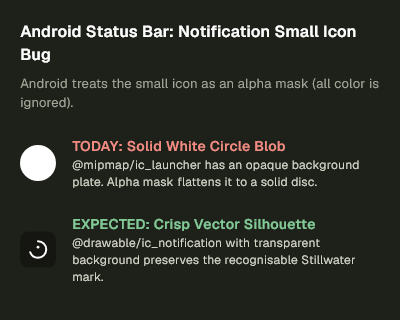 Android Status Bar: Notification Small Icon
Bug
Android treats the small icon as an alpha mask (all color is
ignored).
TODAY: Solid White Circle Blob
@mipmap/ic_launcher has an opaque background
plate. Alpha mask flattens it to a solid disc.
EXPECTED: Crisp Vector Silhouette
@drawable/ic_notification with transparent
background preserves the recognisable Stillwater
mark.